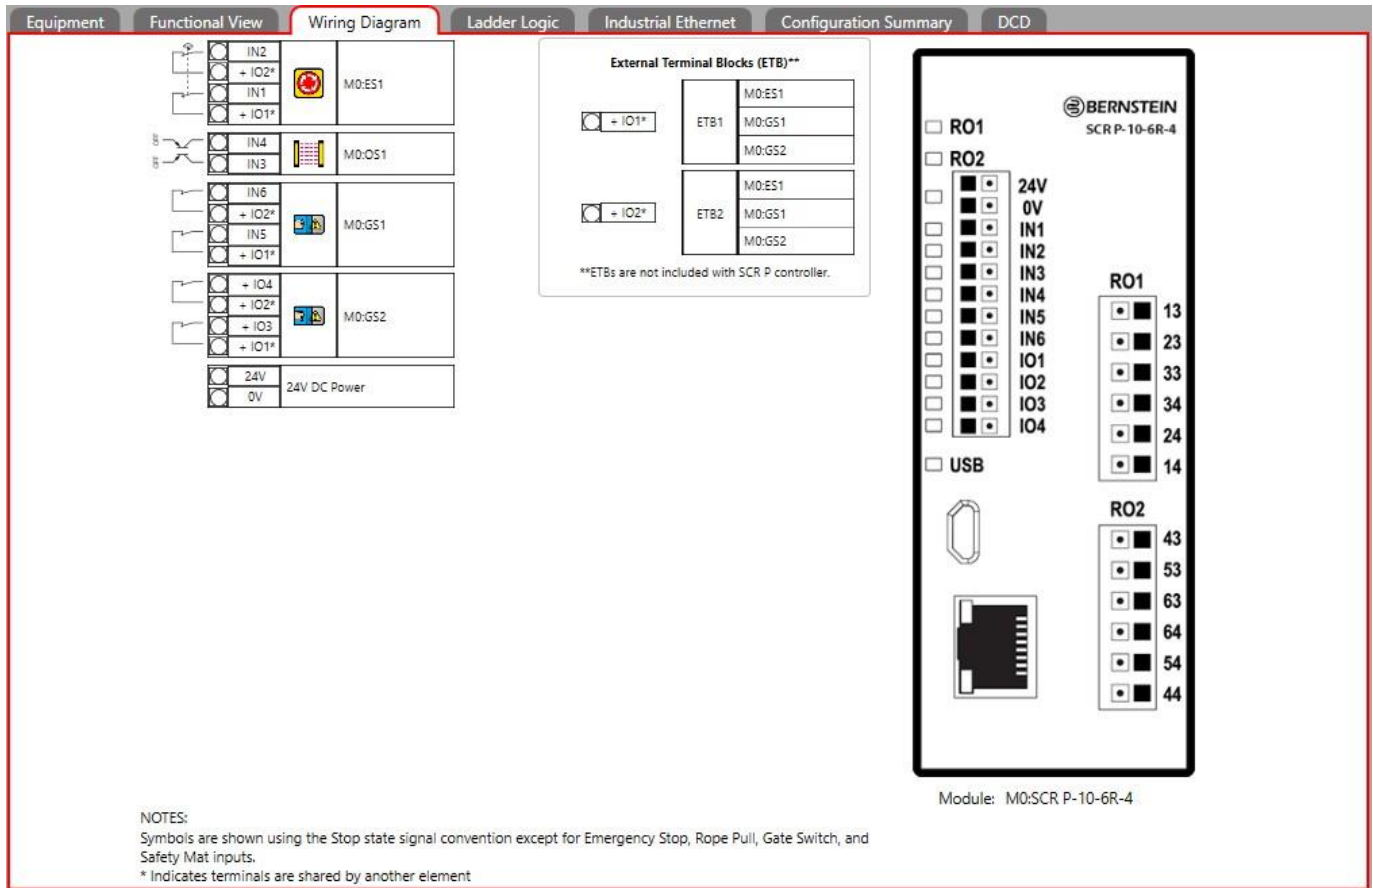 Equipment
Functional View
Wiring Diagram
Ladder Logic
Industrial Ethernet
Configuration Summary
DCD
IN2
+ IO2*
IN1
+ IO1*
M0:ES1
OFF
OFF
IN4
IN3
M0:OS1
IN6
+ IO2*
IN5
+ IO1*
M0:GS1
+ IO4
+ IO2*
+ IO3
+ IO1*
M0:GS2
24V
0V
24V DC Power
External Terminal Blocks (ETB)**
+ IO1*
ETB1
M0:ES1
M0:GS1
M0:GS2
+ IO2*
ETB2
M0:ES1
M0:GS1
M0:GS2
**ETBs are not included with SCR P controller.
BERNSTEIN
SCR P-10-6R-4
RO1
RO2
24V
0V
IN1
IN2
IN3
IN4
IN5
IN6
IO1
IO2
IO3
IO4
USB
RO1
13
23
33
34
24
14
RO2
43
53
63
64
54
44
Module: M0:SCR P-10-6R-4
NOTES:
Symbols are shown using the Stop state signal convention except for Emergency Stop, Rope Pull, Gate Switch, and
Safety Mat inputs.
* Indicates terminals are shared by another element